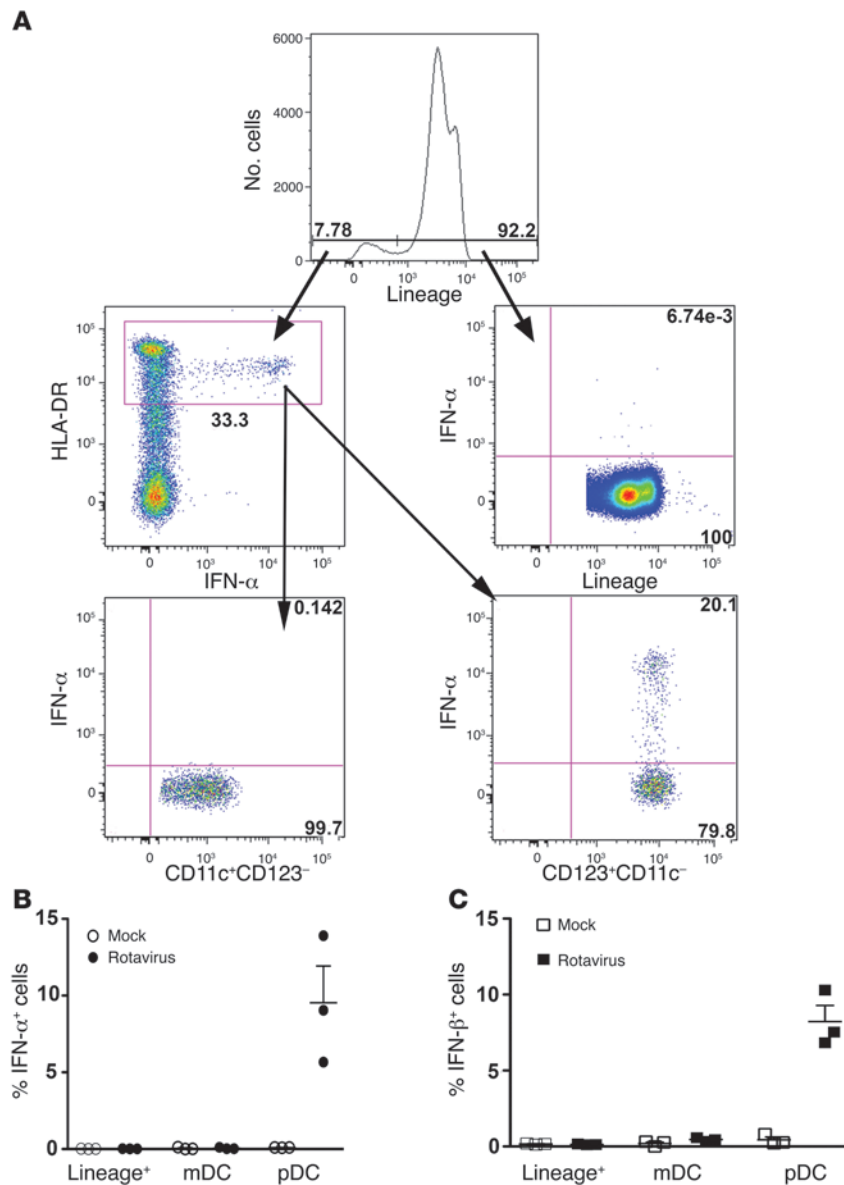 A
No. cells
6000
4000
2000
0
7.78
92.2
0 10³ 10⁴ 10⁵
Lineage
HLA-DR
10⁵
10⁴
10³
0
33.3
0 10³ 10⁴ 10⁵
IFN-α
IFN-α
10⁵
10⁴
10³
0
6.74e-3
100
0 10³ 10⁴ 10⁵
Lineage
IFN-α
10⁵
10⁴
10³
0
0.142
99.7
0 10³ 10⁴ 10⁵
CD11c⁺CD123⁻
IFN-α
10⁵
10⁴
10³
0
20.1
79.8
0 10³ 10⁴ 10⁵
CD123⁺CD11c⁻
B
% IFN-α⁺ cells
15
10
5
0
Mock
Rotavirus
Lineage⁺ mDC pDC
C
% IFN-β⁺ cells
15
10
5
0
Mock
Rotavirus
Lineage⁺ mDC pDC